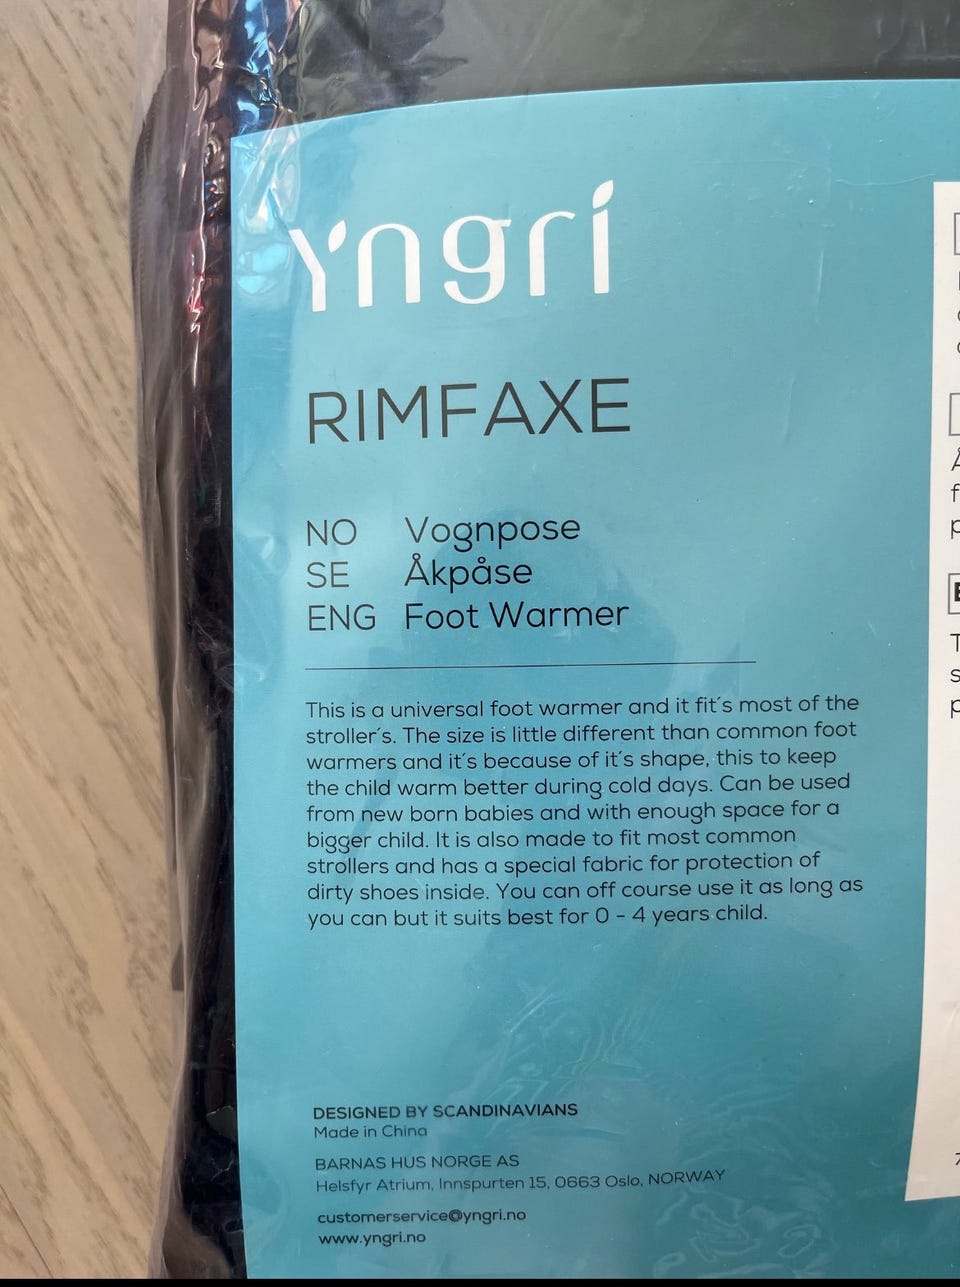 Yngri
RIMFAXE
NO Vognpose
SE Åkpåse
ENG Foot Warmer
This is a universal foot warmer and it fit´s most of the
stroller´s. The size is little different than common foot
warmers and it´s because of it´s shape, this to keep
the child warm better during cold days. Can be used
from new born babies and with enough space for a
bigger child. It is also made to fit most common
strollers and has a special fabric for protection of
dirty shoes inside. You can off course use it as long as
you can but it suits best for 0 - 4 years child.
DESIGNED BY SCANDINAVIANS
Made in China
BARNAS HUS NORGE AS
Helsfyr Atrium, Innspurten 15, 0663 Oslo, NORWAY
customerservice@yngri.no
www.yngri.no